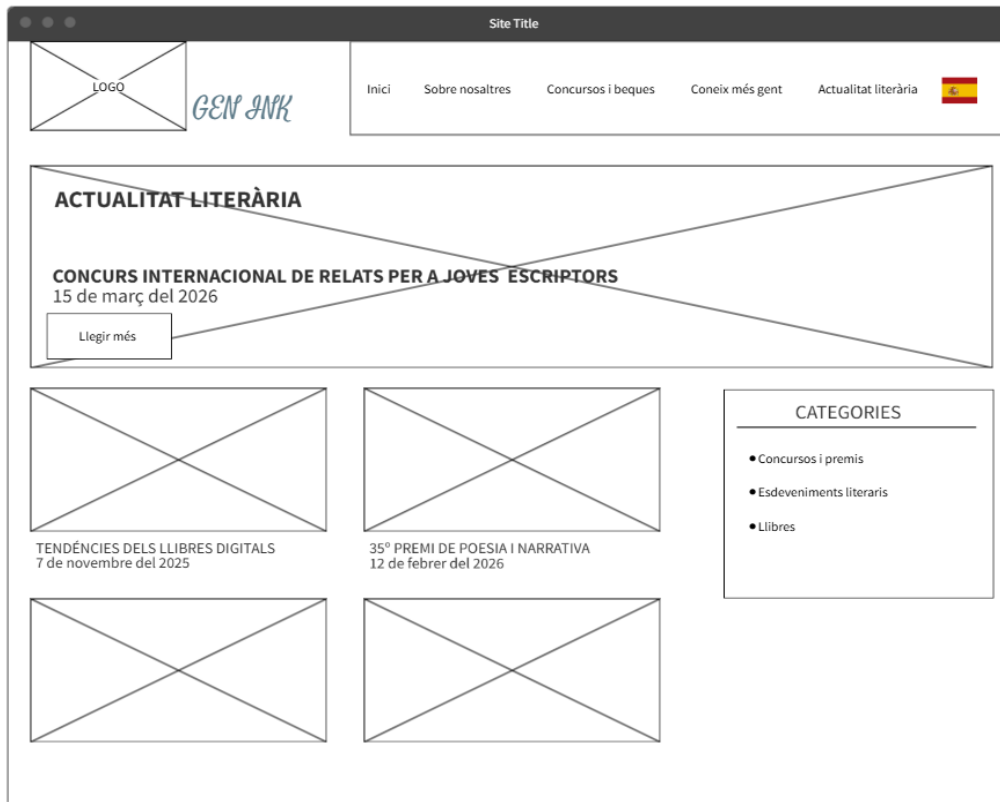 Site Title
LOGO
GEN INK
Inici
Sobre nosaltres
Concursos i beques
Coneix més gent
Actualitat literària
ACTUALITAT LITERÀRIA
CONCURS INTERNACIONAL DE RELATS PER A JOVES ESCRIPTORS
15 de març del 2026
Llegir més
TENDÉNCIES DELS LLIBRES DIGITALS
7 de novembre del 2025
35º PREMI DE POESIA I NARRATIVA
12 de febrer del 2026
CATEGORIES
Concursos i premis
Esdeveniments literaris
Llibres